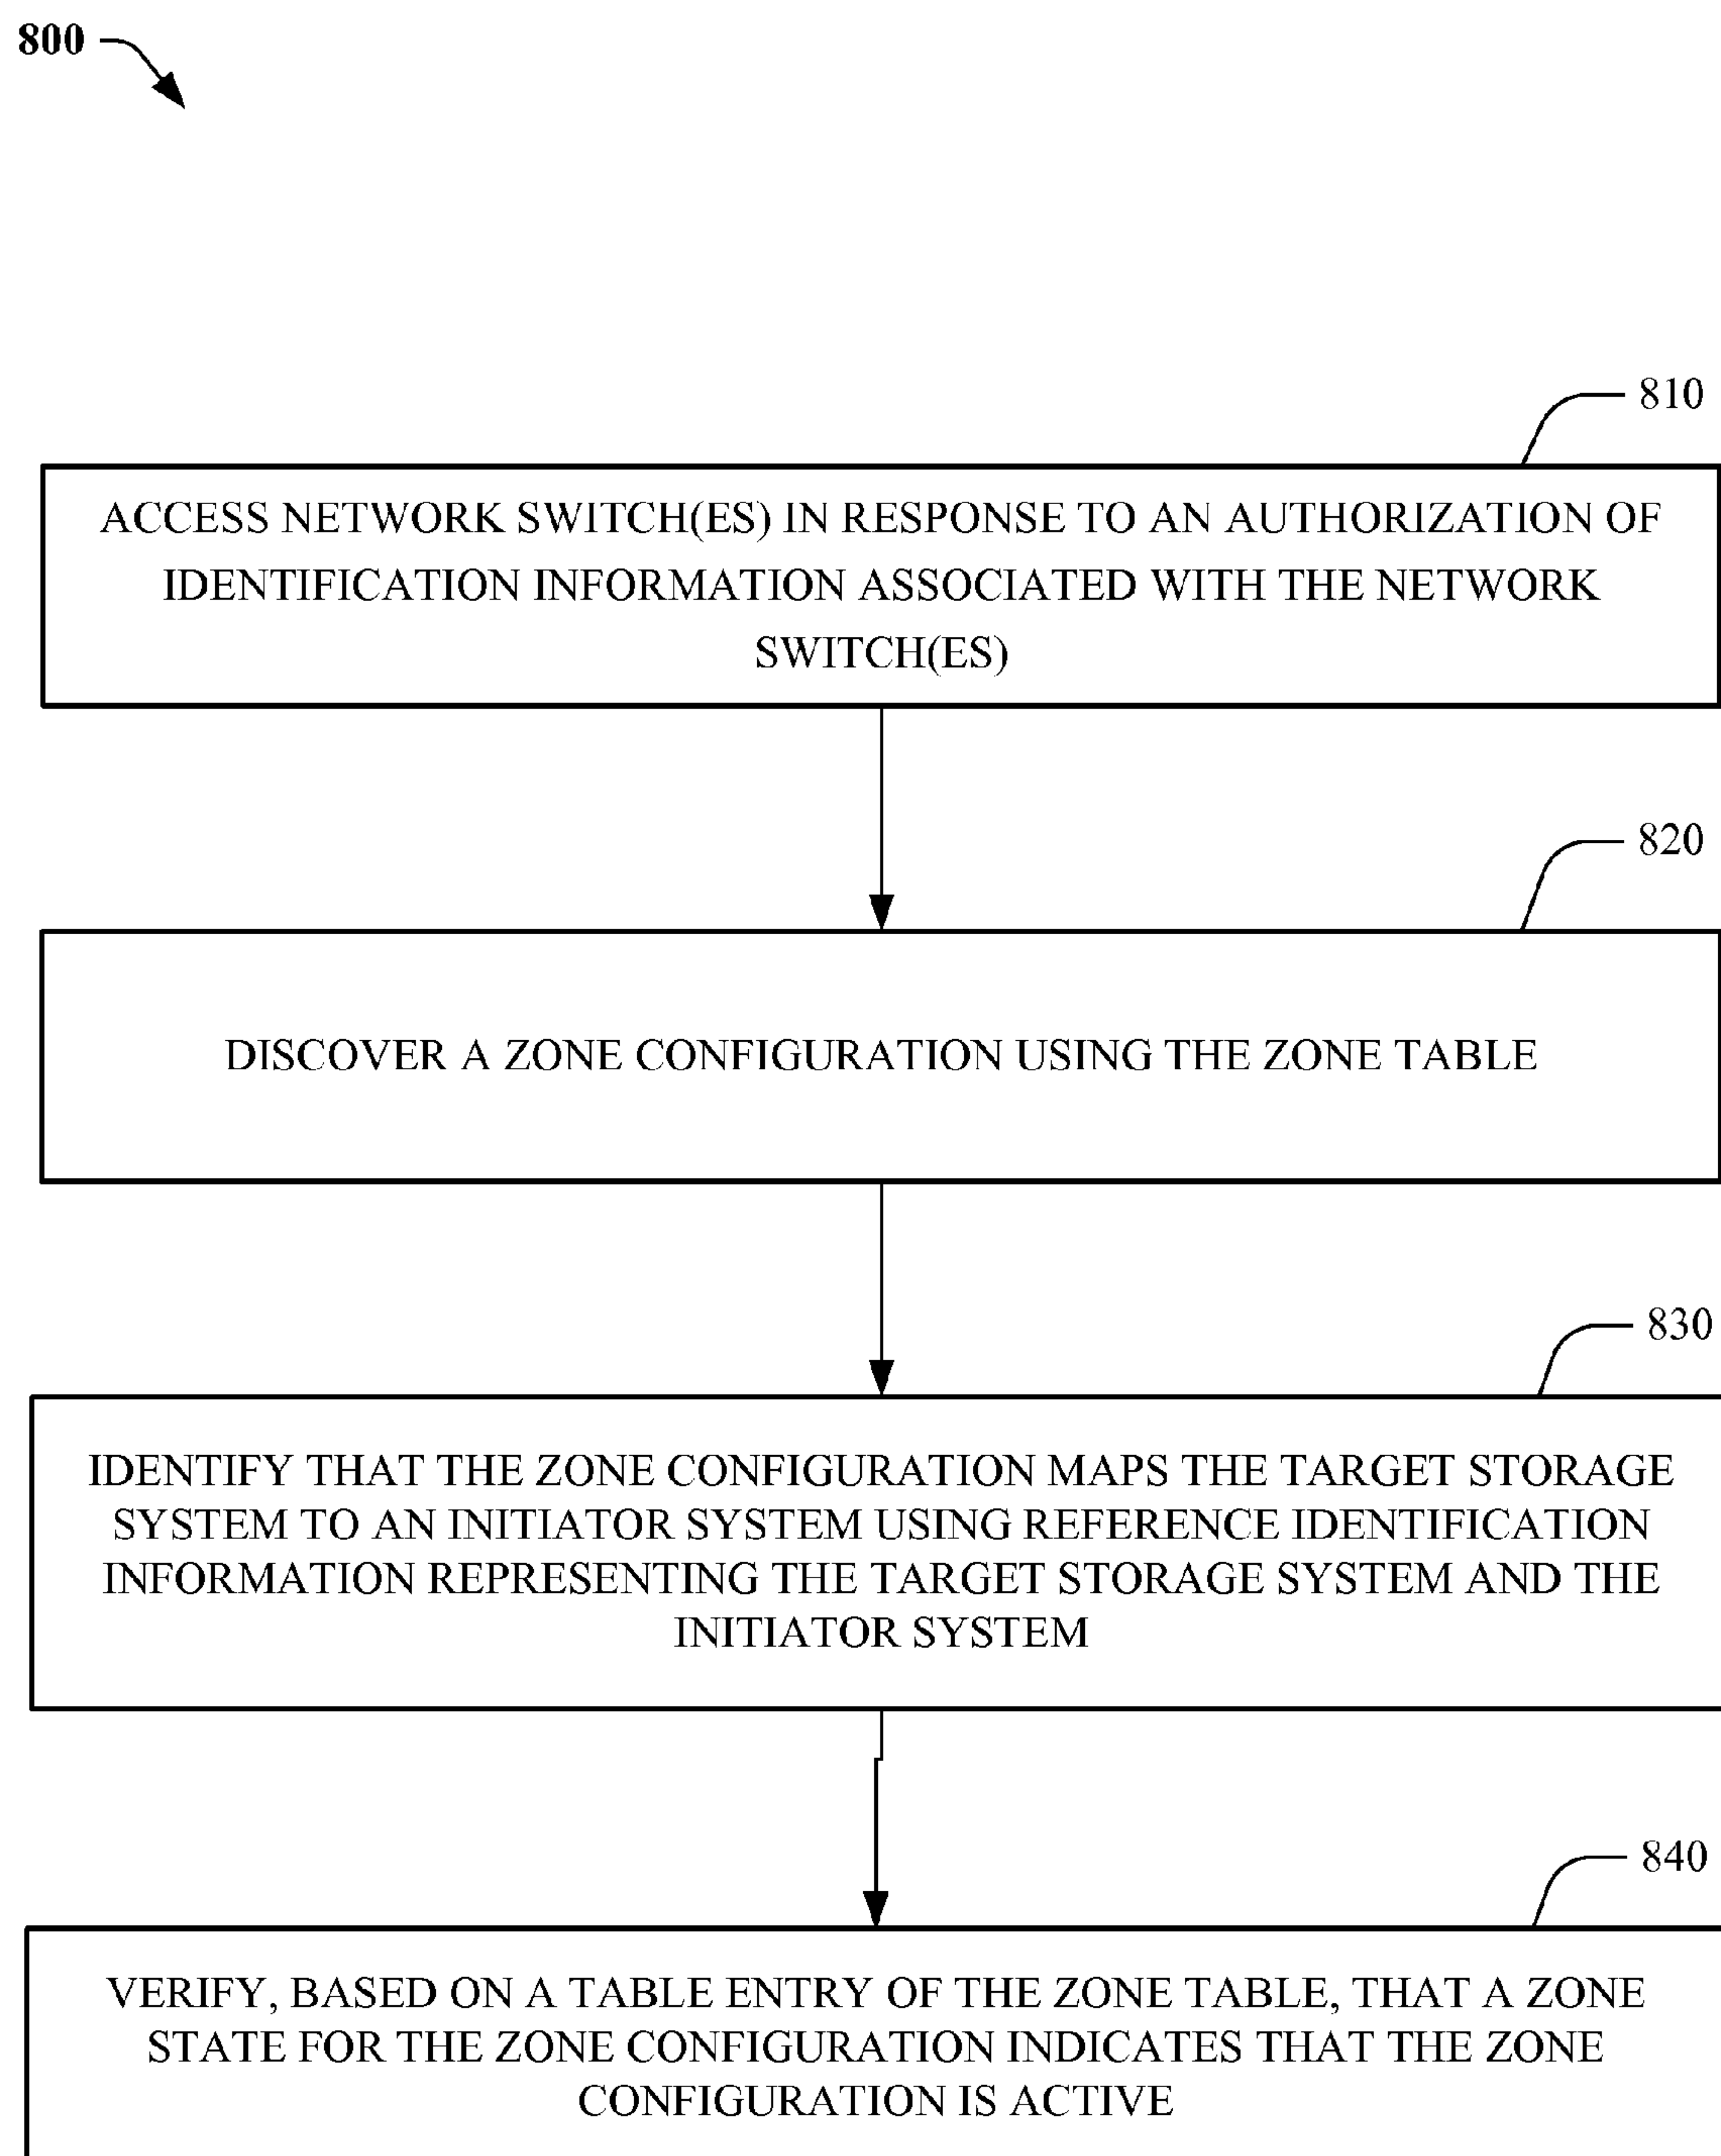 800
810
ACCESS NETWORK SWITCH(ES) IN RESPONSE TO AN AUTHORIZATION OF
IDENTIFICATION INFORMATION ASSOCIATED WITH THE NETWORK
SWITCH(ES)
820
DISCOVER A ZONE CONFIGURATION USING THE ZONE TABLE
830
IDENTIFY THAT THE ZONE CONFIGURATION MAPS THE TARGET STORAGE
SYSTEM TO AN INITIATOR SYSTEM USING REFERENCE IDENTIFICATION
INFORMATION REPRESENTING THE TARGET STORAGE SYSTEM AND THE
INITIATOR SYSTEM
840
VERIFY, BASED ON A TABLE ENTRY OF THE ZONE TABLE, THAT A ZONE
STATE FOR THE ZONE CONFIGURATION INDICATES THAT THE ZONE
CONFIGURATION IS ACTIVE